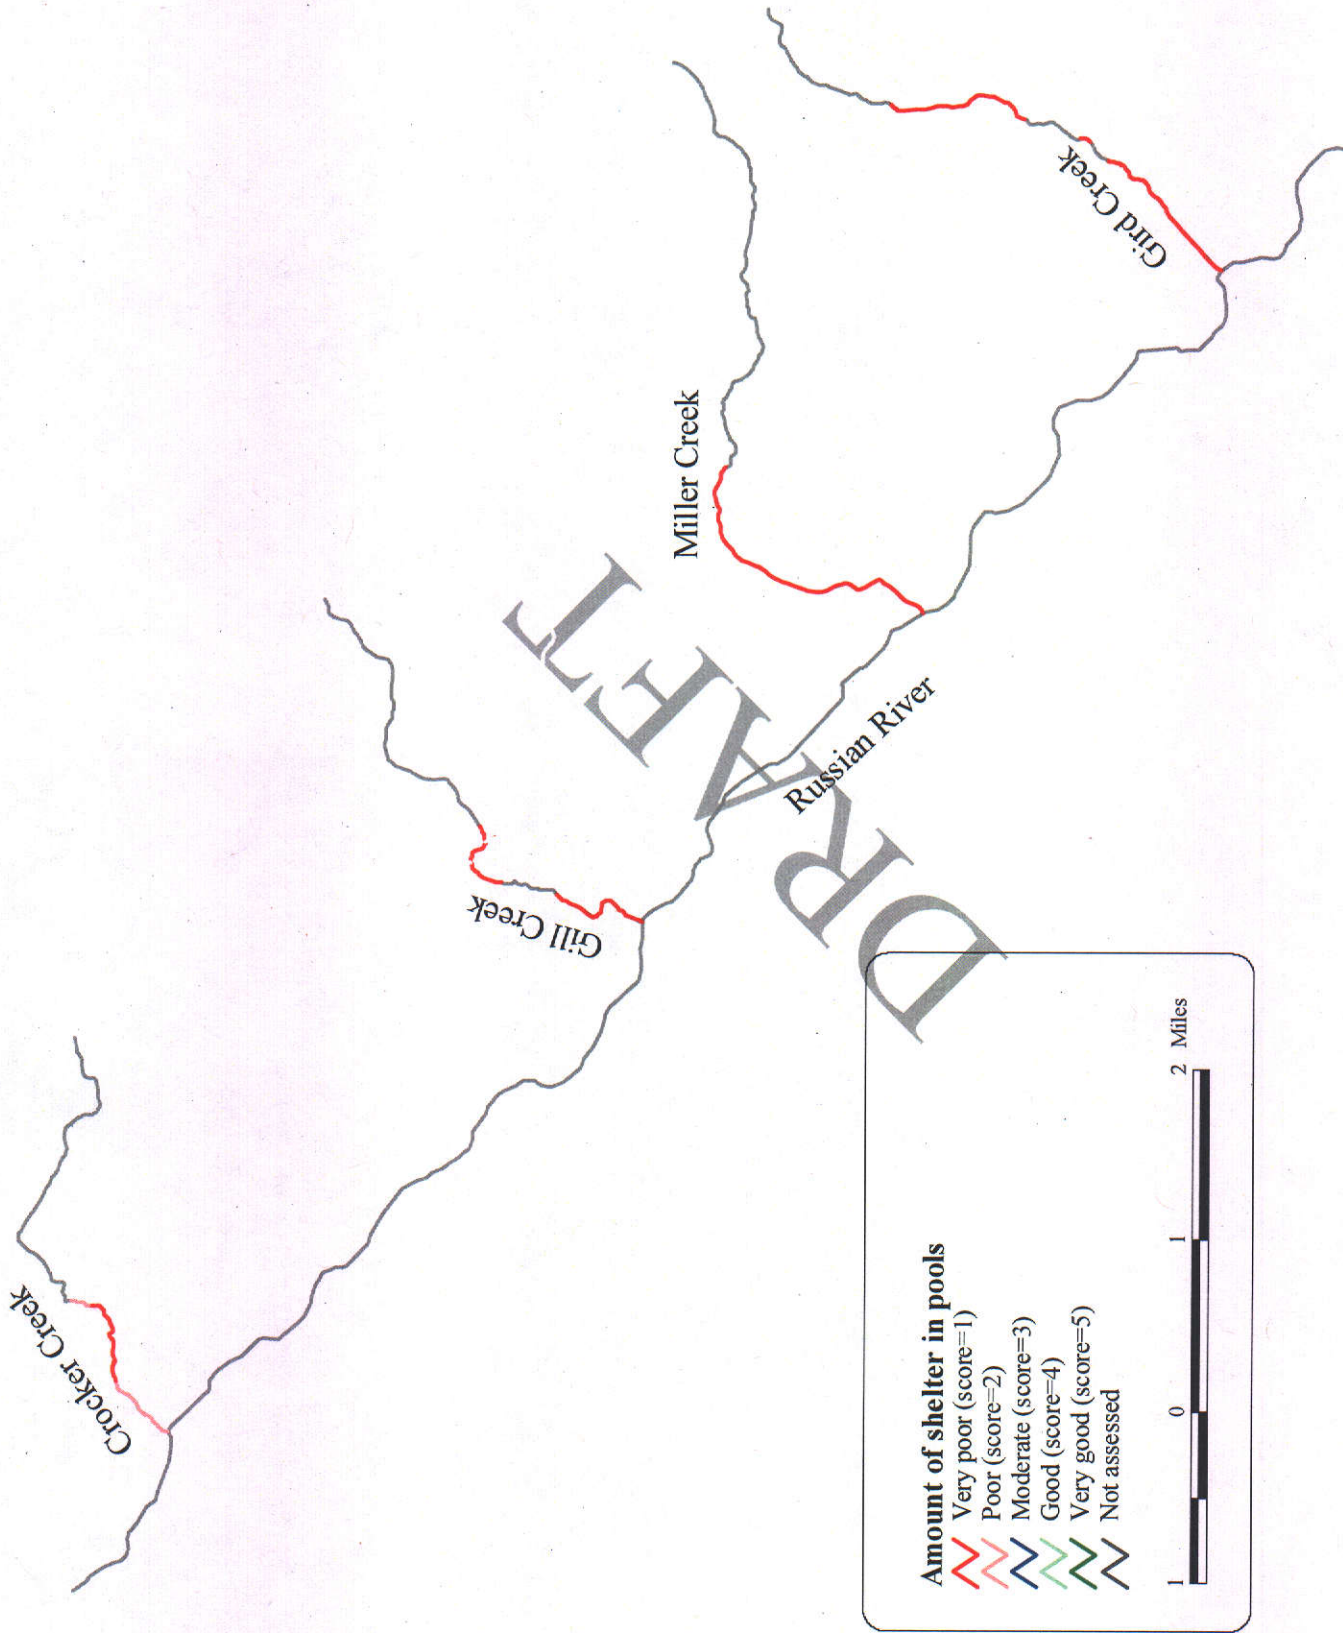 Crocker Creek
Gill Creek
Miller Creek
Gird Creek
Russian River
DRAFT
Amount of shelter in pools
Very poor (score=1)
Poor (score=2)
Moderate (score=3)
Good (score=4)
Very good (score=5)
Not assessed
1 0 1 2 Miles